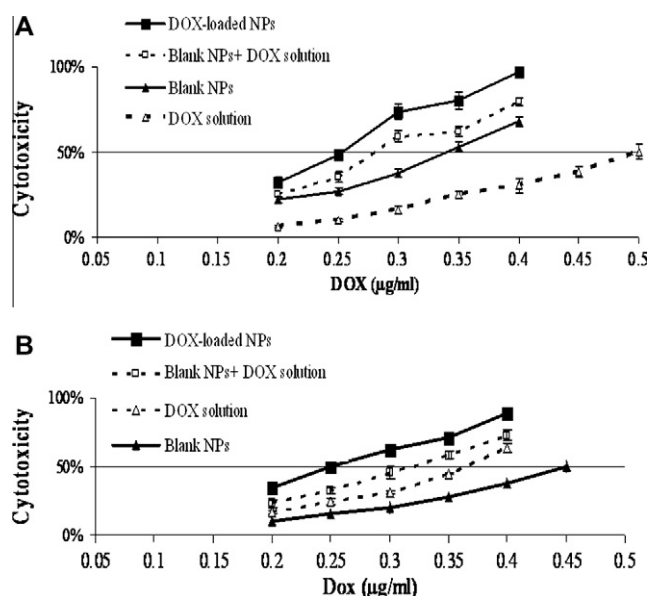 A
DOX-loaded NPs
Blank NPs+ DOX solution
Blank NPs
DOX solution
100%
50%
0%
Cytotoxicity
0.05 0.1 0.15 0.2 0.25 0.3 0.35 0.4 0.45 0.5
DOX (µg/ml)
B
DOX-loaded NPs
Blank NPs+ DOX solution
DOX solution
Blank NPs
100%
50%
0%
Cytotoxicity
0.05 0.1 0.15 0.2 0.25 0.3 0.35 0.4 0.45 0.5
Dox (µg/ml)